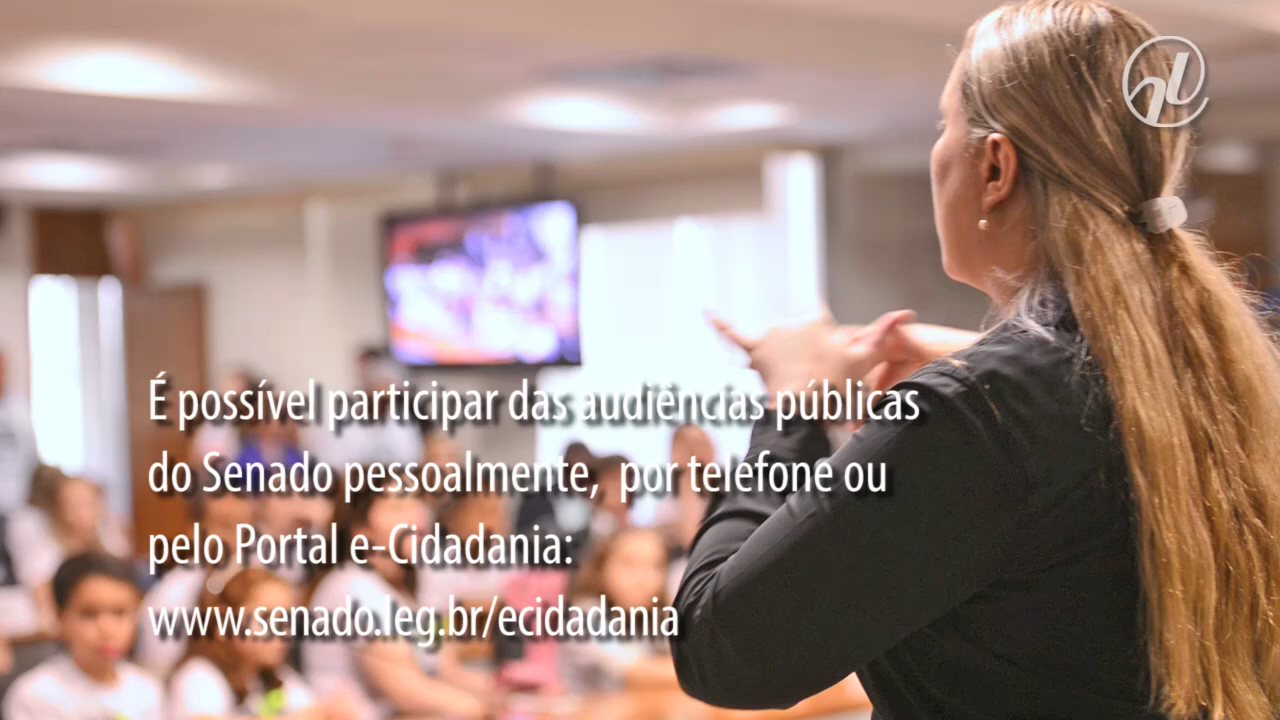 É possível participar das audiências públicas
do Senado pessoalmente, por telefone ou
pelo Portal e-Cidadania:
www.senado.leg.br/ecidadania